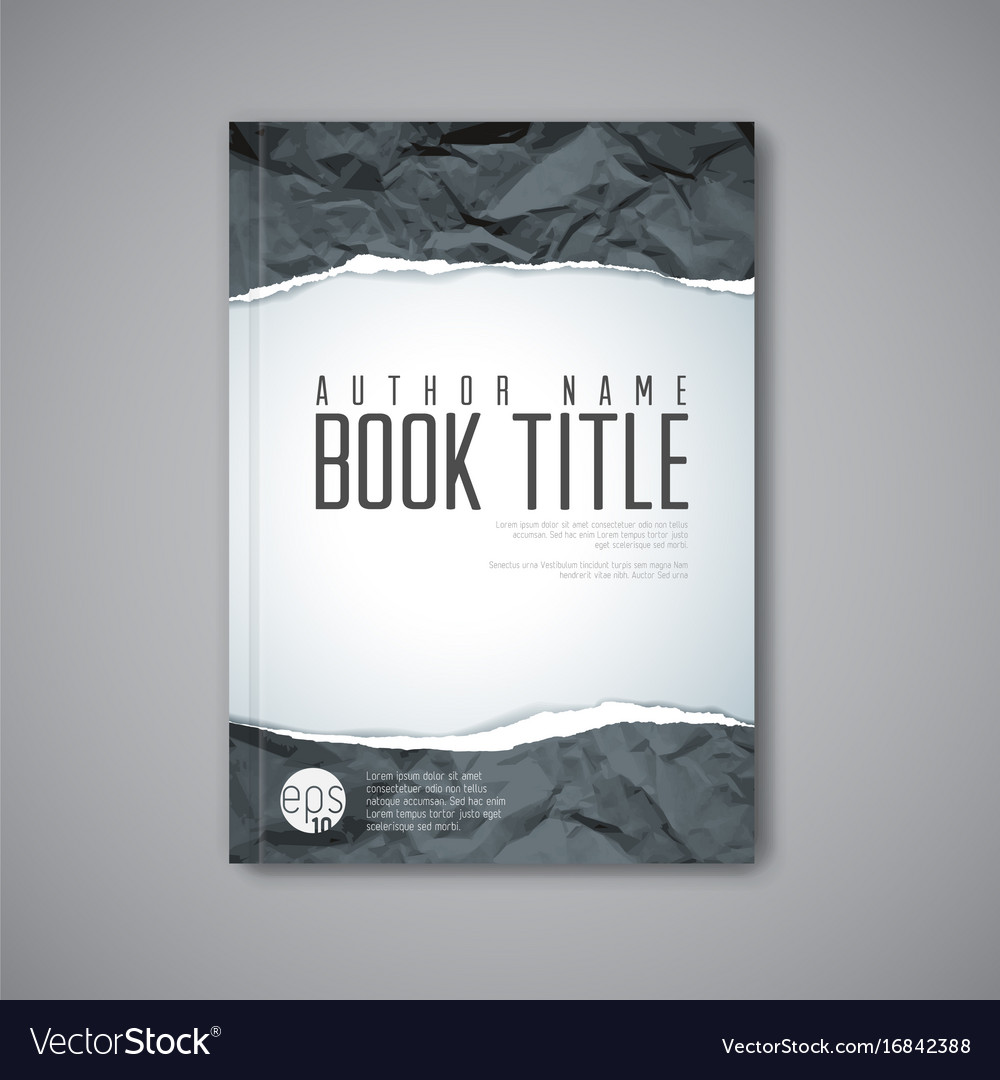 AUTHOR NAME
BOOK TITLE
Lorem ipsum dolor sit amet consectetuer odio non tellus
accumsan. Sed hac enim Lorem tempus tortor justo
eget scelerisque sed morbi.
Senectus urna Vestibulum tincidunt turpis sem magna Nam
hendrerit vitae nibh. Auctor Sed urna
eps
10
Lorem ipsum dolor sit amet
consectetuer dolores nullam
natoque accumsan. Sed hac enim
Lorem tempus tortor justo eget
scelerisque sed morbi.
VectorStock®
VectorStock.com/16842388